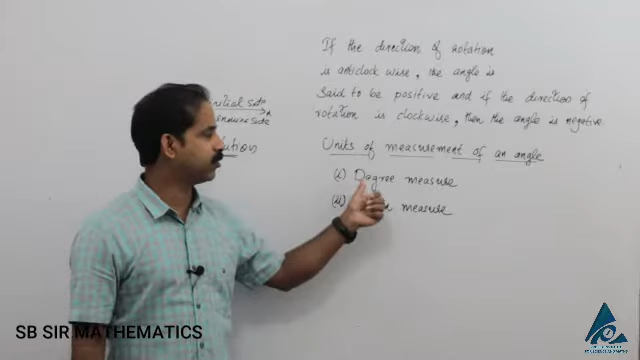 If the direction of rotation
is anticlock wise, the angle is
said to be positive and if the direction of
rotation is clockwise, then the angle is negative
Units of measurement of an angle
(i) Degree measure
(ii) measure
initial side
SB SIR MATHEMATICS